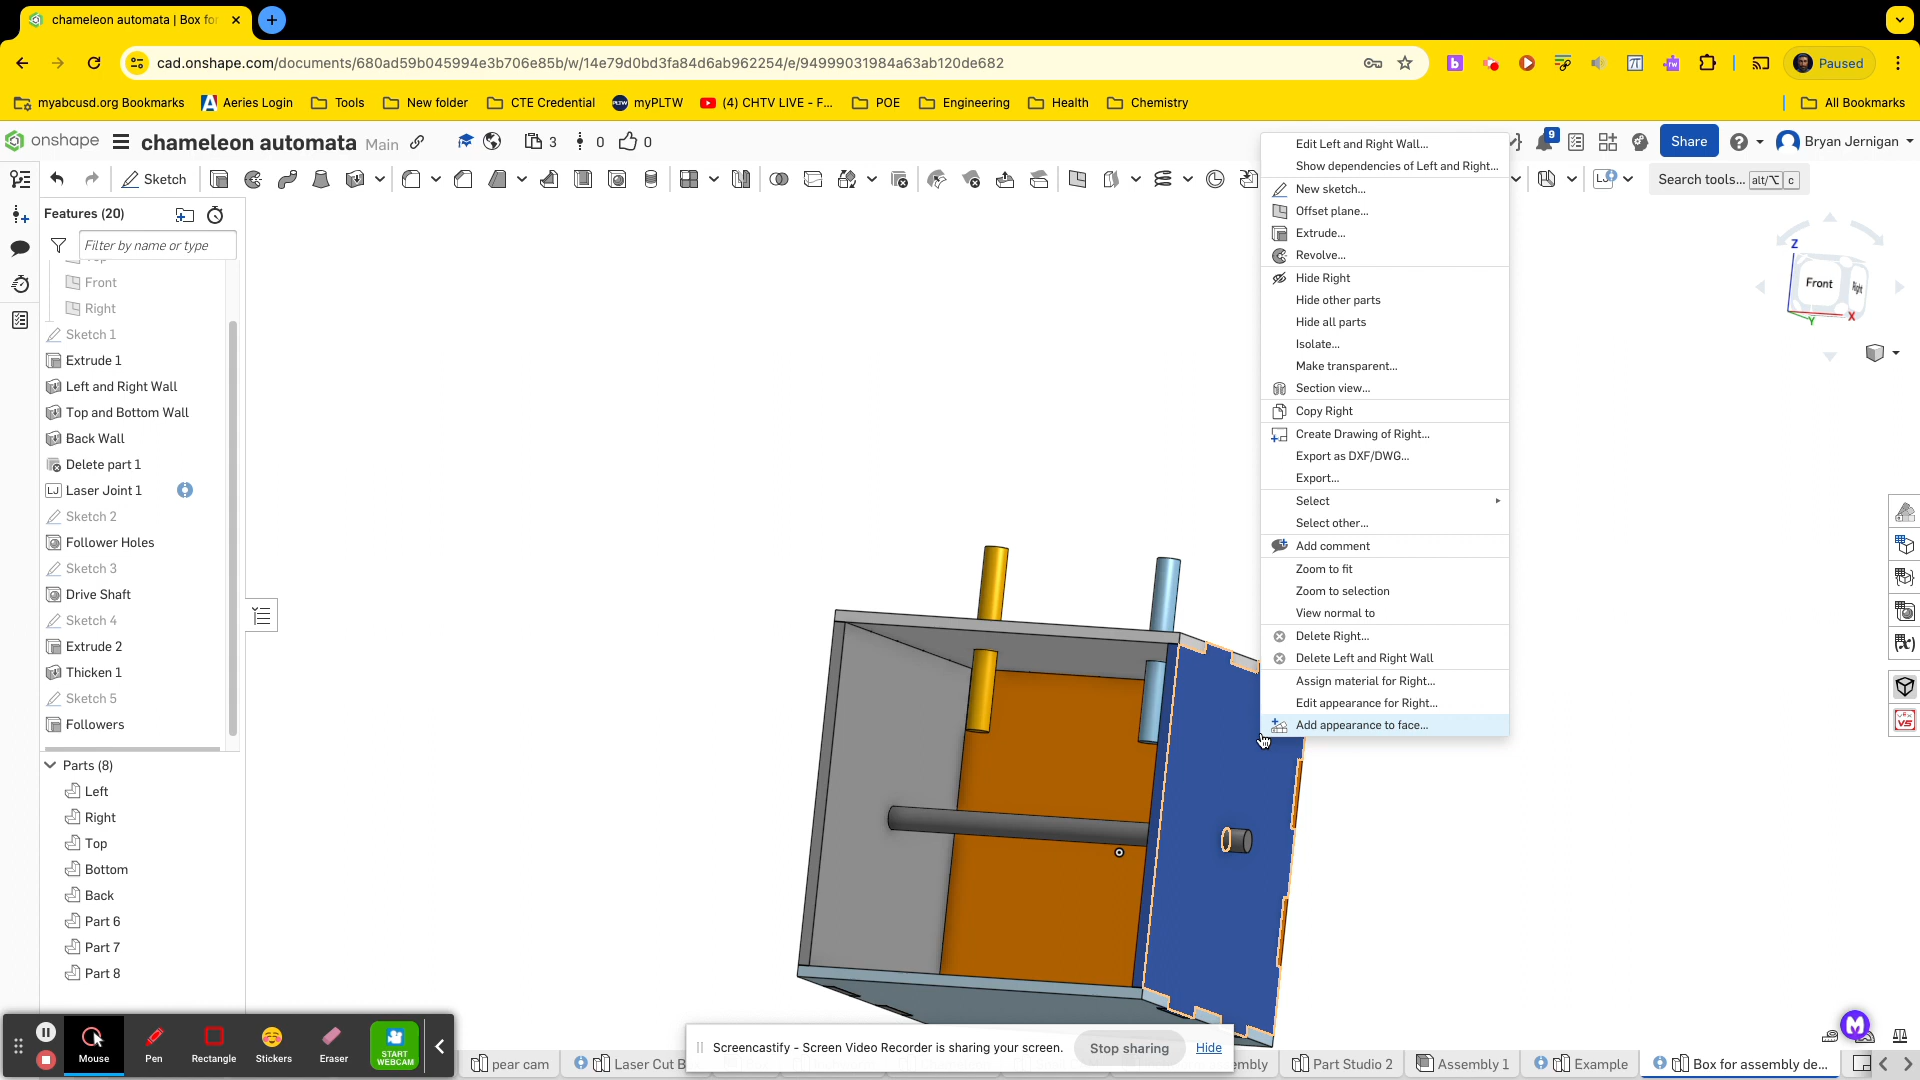 chameleon automata | Box for
cad.onshape.com/documents/680ad59b045994e3b706e85b/w/14e79d0bd3fa84d6ab962254/e/94999031984a63ab120de682
Paused
myabcusd.org Bookmarks
Aeries Login
Tools
New folder
CTE Credential
myPLTW
(4) CHTV LIVE - F...
POE
Engineering
Health
Chemistry
All Bookmarks
onshape
chameleon automata
Main
3
0
0
9
Share
Bryan Jernigan
Sketch
Search tools...
alt/⌥
c
Features (20)
Filter by name or type
Front
Right
Sketch 1
Extrude 1
Left and Right Wall
Top and Bottom Wall
Back Wall
Delete part 1
Laser Joint 1
Sketch 2
Follower Holes
Sketch 3
Drive Shaft
Sketch 4
Extrude 2
Thicken 1
Sketch 5
Followers
Parts (8)
Left
Right
Top
Bottom
Back
Part 6
Part 7
Part 8
Edit Left and Right Wall...
Show dependencies of Left and Right...
New sketch...
Offset plane...
Extrude...
Revolve...
Hide Right
Hide other parts
Hide all parts
Isolate...
Make transparent...
Section view...
Copy Right
Create Drawing of Right...
Export as DXF/DWG...
Export...
Select
Select other...
Add comment
Zoom to fit
Zoom to selection
View normal to
Delete Right...
Delete Left and Right Wall
Assign material for Right...
Edit appearance for Right...
Add appearance to face...
Z
Front
Right
Y
X
Mouse
Pen
Rectangle
Stickers
Eraser
START WEBCAM
pear cam
Laser Cut B
Screencastify - Screen Video Recorder is sharing your screen.
Stop sharing
Hide
embly
Part Studio 2
Assembly 1
Example
Box for assembly de...